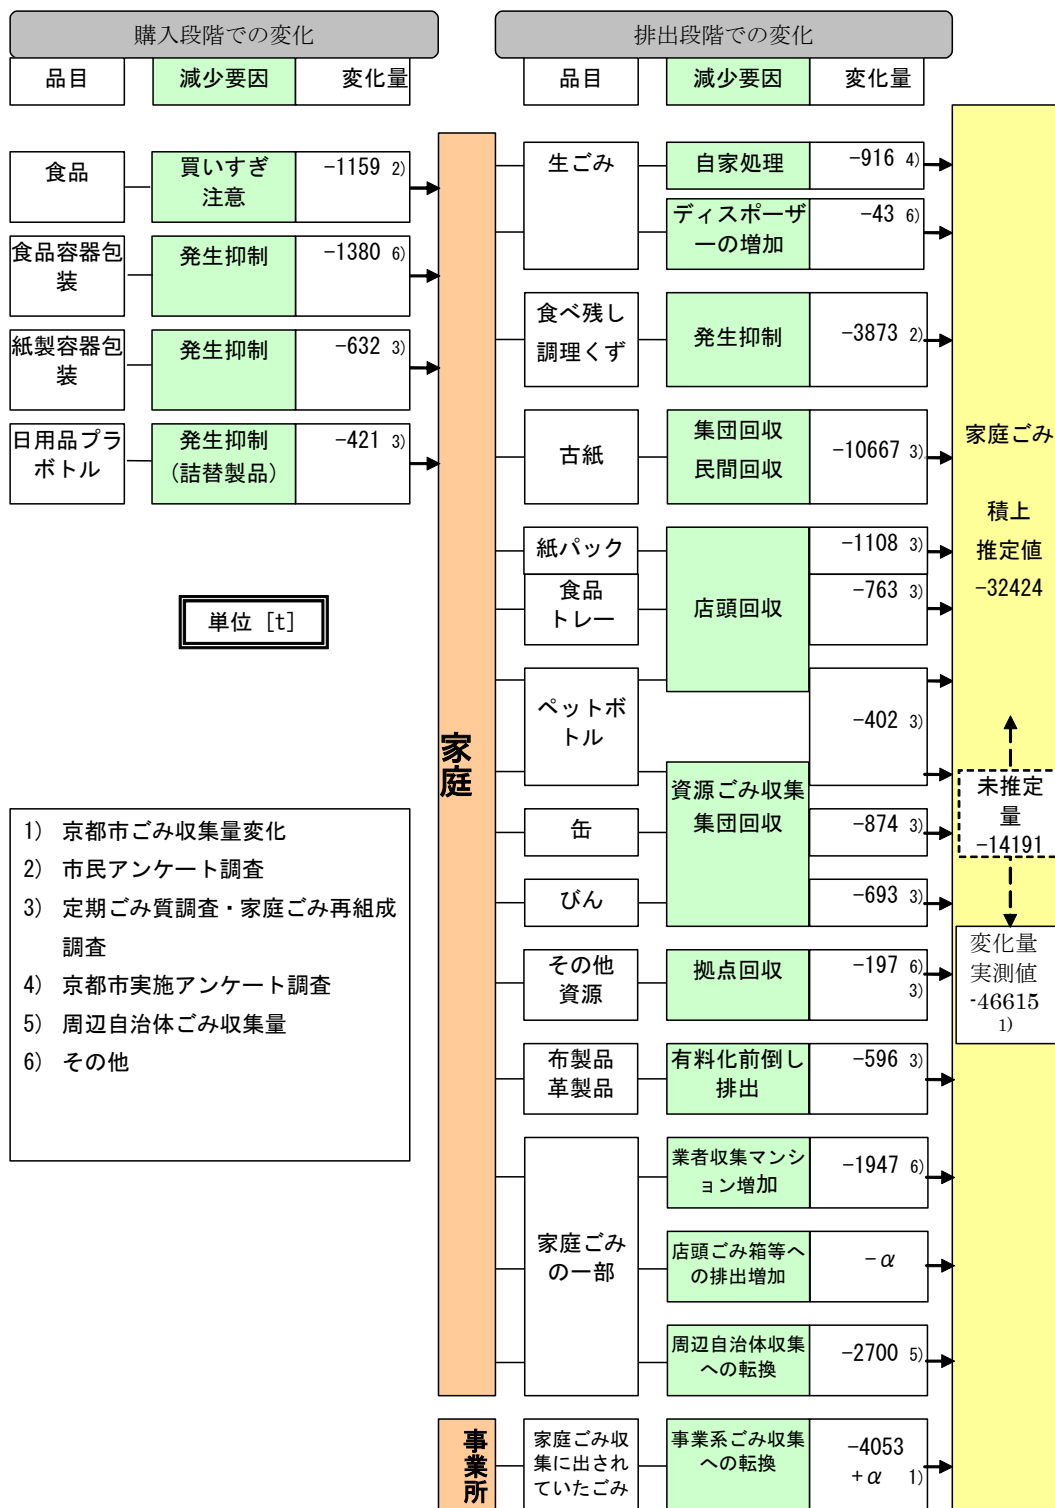 購入段階での変化
品目
減少要因
変化量
食品
買いすぎ
注意
-1159 2)
食品容器包
装
発生抑制
-1380 6)
紙製容器包
装
発生抑制
-632 3)
日用品プラ
ボトル
発生抑制
(詰替製品)
-421 3)
単位 [t]
1) 京都市ごみ収集量変化
2) 市民アンケート調査
3) 定期ごみ質調査・家庭ごみ再組成
調査
4) 京都市実施アンケート調査
5) 周辺自治体ごみ収集量
6) その他
家庭
事業所
排出段階での変化
品目
減少要因
変化量
生ごみ
自家処理
-916 4)
ディスポーザ
ーの増加
-43 6)
食べ残し
調理くず
発生抑制
-3873 2)
古紙
集団回収
民間回収
-10667 3)
紙パック
-1108 3)
食品
トレー
店頭回収
-763 3)
ペットボ
トル
-402 3)
資源ごみ収集
集団回収
缶
-874 3)
びん
-693 3)
その他
資源
拠点回収
-197 6)
3)
布製品
革製品
有料化前倒し
排出
-596 3)
家庭ごみ
の一部
業者収集マンシ
ョン増加
-1947 6)
店頭ごみ箱等へ
の排出増加
-α
周辺自治体収集
への転換
-2700 5)
家庭ごみ収
集に出され
ていたごみ
事業系ごみ収集
への転換
-4053
+α 1)
家庭ごみ
積上
推定値
-32424
未推定
量
-14191
変化量
実測値
-46615
1)